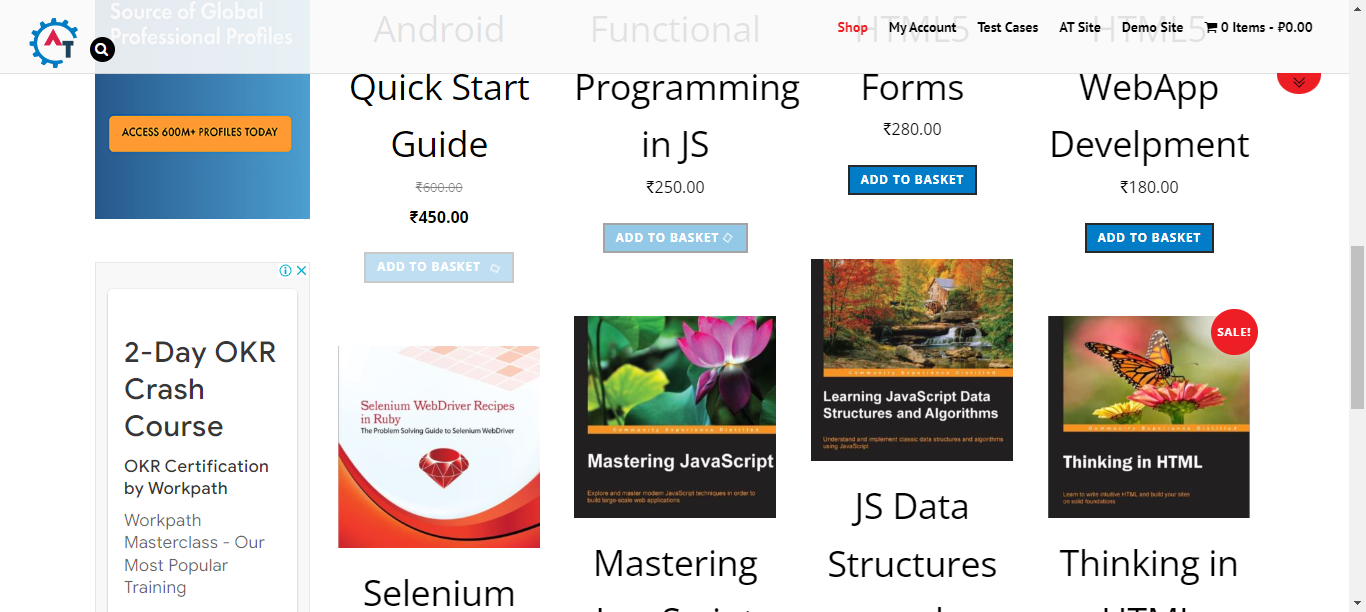 Source of Global
Professional Profiles
ACCESS 600M+ PROFILES TODAY
AT
Shop
My Account
Test Cases
AT Site
Demo Site
0 Items - ₽0.00
Android
Quick Start
Guide
₹600.00
₹450.00
ADD TO BASKET
Functional
Programming
in JS
₹250.00
ADD TO BASKET
HTML5
Forms
₹280.00
ADD TO BASKET
HTML5
WebApp
Develpment
₹180.00
ADD TO BASKET
2-Day OKR
Crash
Course
OKR Certification
by Workpath
Workpath
Masterclass - Our
Most Popular
Training
Selenium WebDriver Recipes
in Ruby
The Problem Solving Guide to Selenium WebDriver
Selenium
Community Experience Distilled
Mastering JavaScript
Explore and master modern JavaScript techniques in order to
build large-scale web applications
Mastering
JavaScript
Community Experience Distilled
Learning JavaScript Data
Structures and Algorithms
Understand and implement classic data structures and algorithms
using JavaScript
JS Data
Structures
and
SALE!
Community Experience Distilled
Thinking in HTML
Learn to write intuitive HTML and build your sites
on solid foundations
Thinking in
HTML